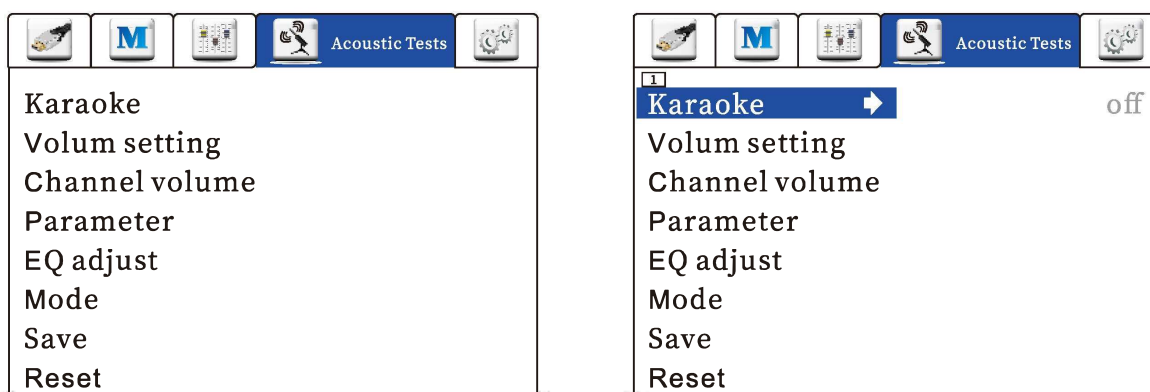 M Acoustic Tests
Karaoke
Volum setting
Channel volume
Parameter
EQ adjust
Mode
Save
Reset
M Acoustic Tests
1
Karaoke off
Volum setting
Channel volume
Parameter
EQ adjust
Mode
Save
Reset